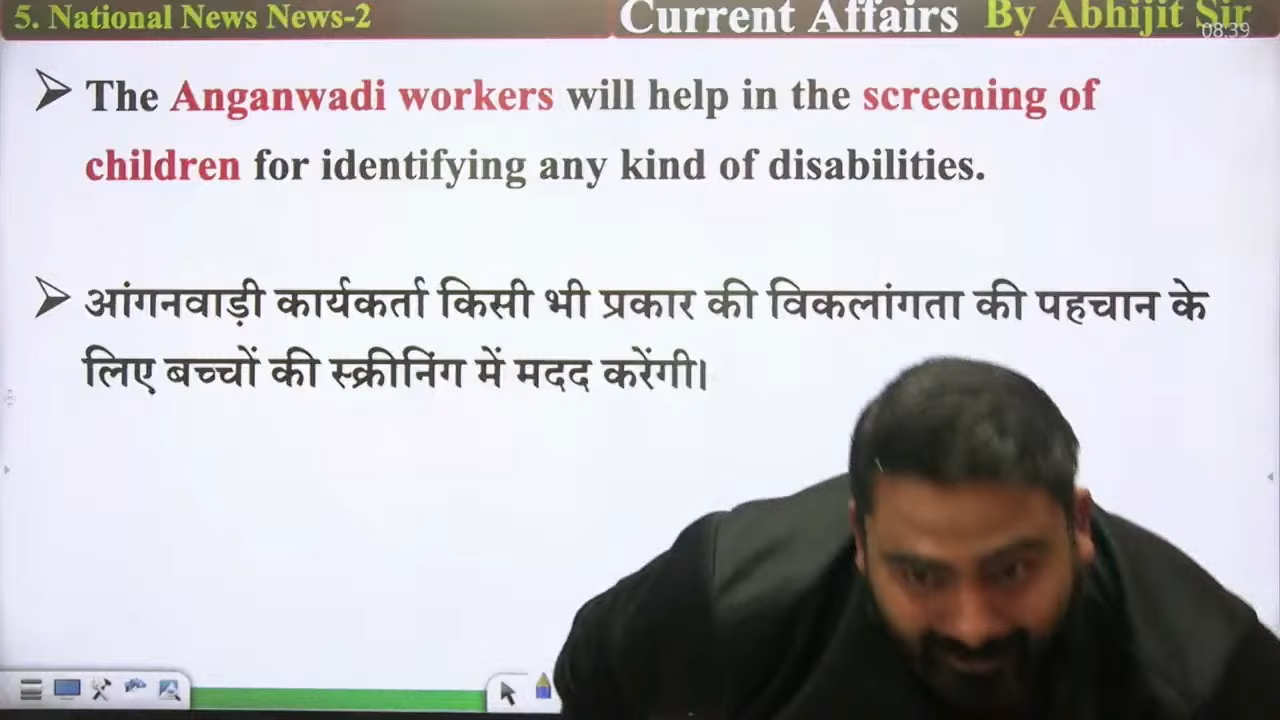 5. National News News-2
Current Affairs
By Abhijit Sir
08:39
The Anganwadi workers will help in the screening of
children for identifying any kind of disabilities.
आंगनवाड़ी कार्यकर्ता किसी भी प्रकार की विकलांगता की पहचान के
लिए बच्चों की स्क्रीनिंग में मदद करेंगी।